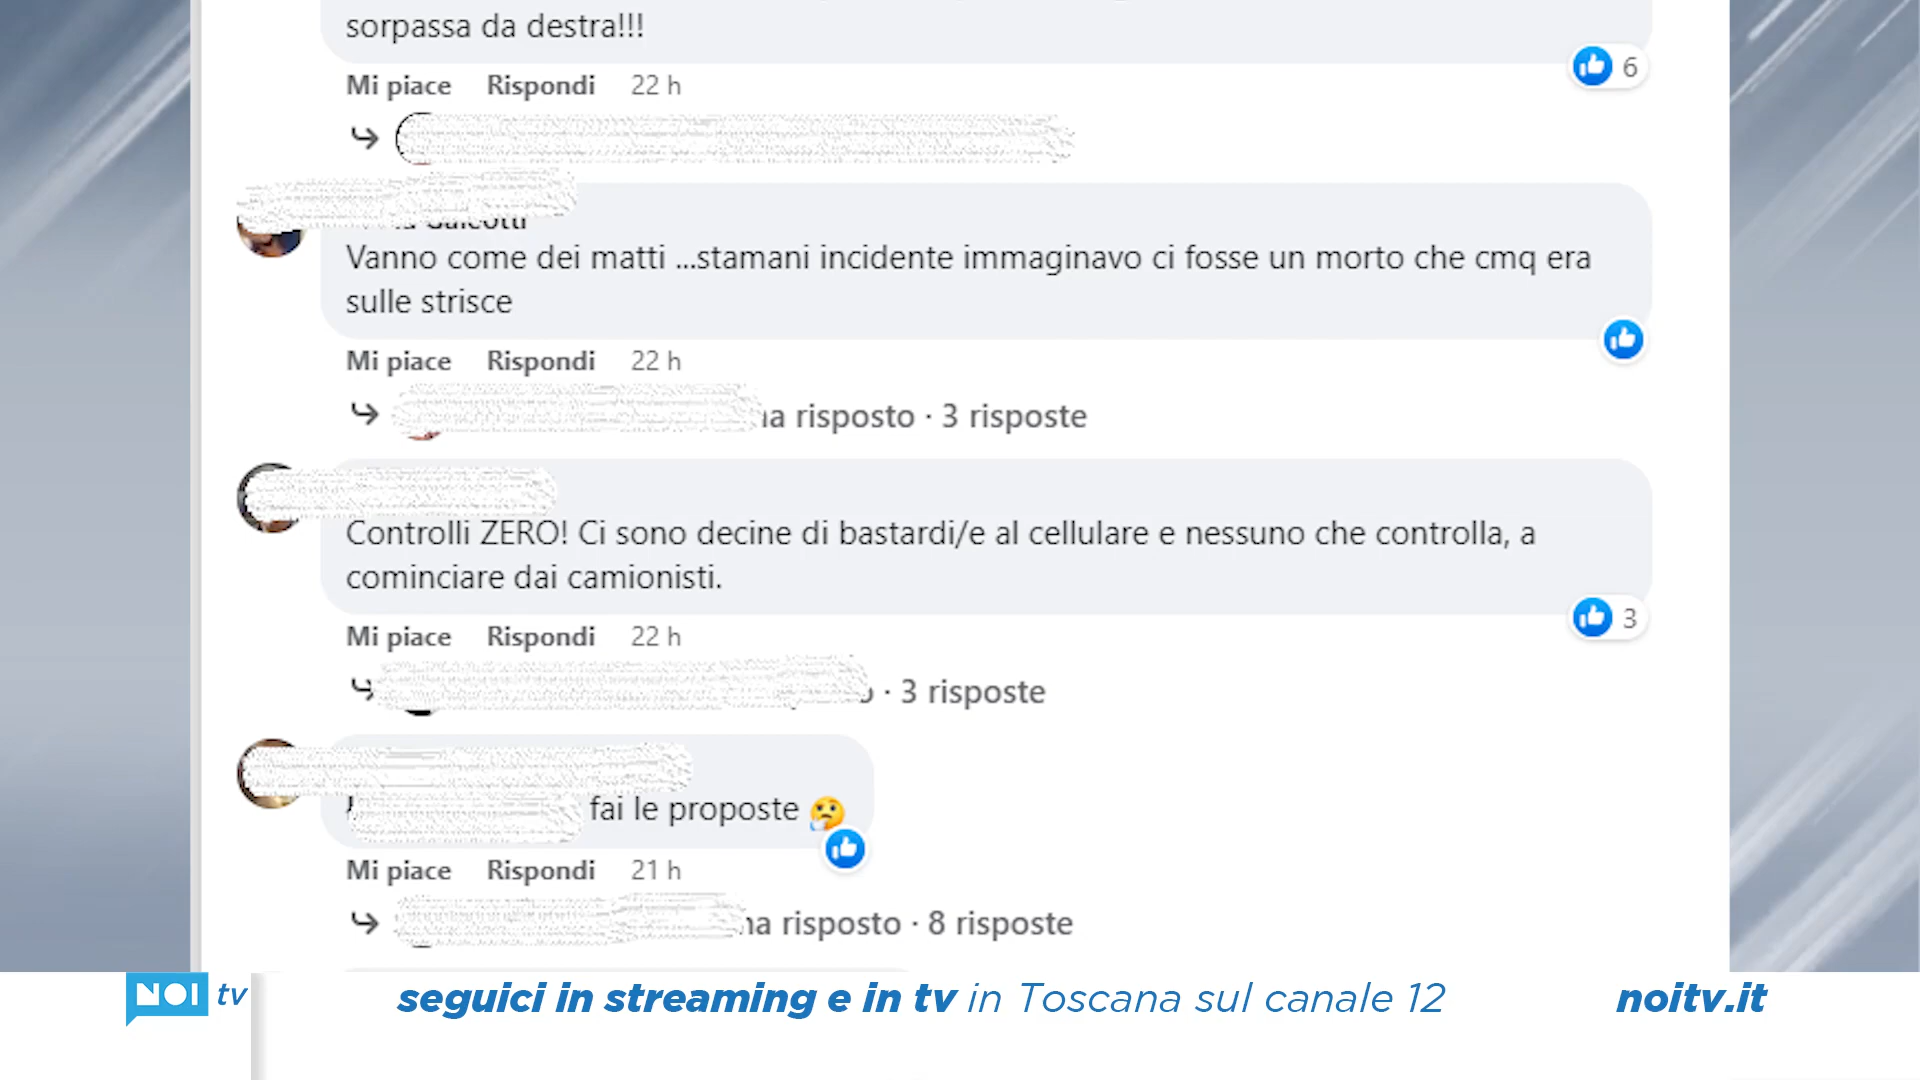 sorpassa da destra!!!
6
Mi piace Rispondi 22 h
Vanno come dei matti ...stamani incidente immaginavo ci fosse un morto che cmq era
sulle strisce
Mi piace Rispondi 22 h
risposto · 3 risposte
Controlli ZERO! Ci sono decine di bastardi/e al cellulare e nessuno che controlla, a
cominciare dai camionisti.
3
Mi piace Rispondi 22 h
· 3 risposte
fai le proposte 🤔
Mi piace Rispondi 21 h
risposto · 8 risposte
NOI tv
seguici in streaming e in tv in Toscana sul canale 12
noitv.it